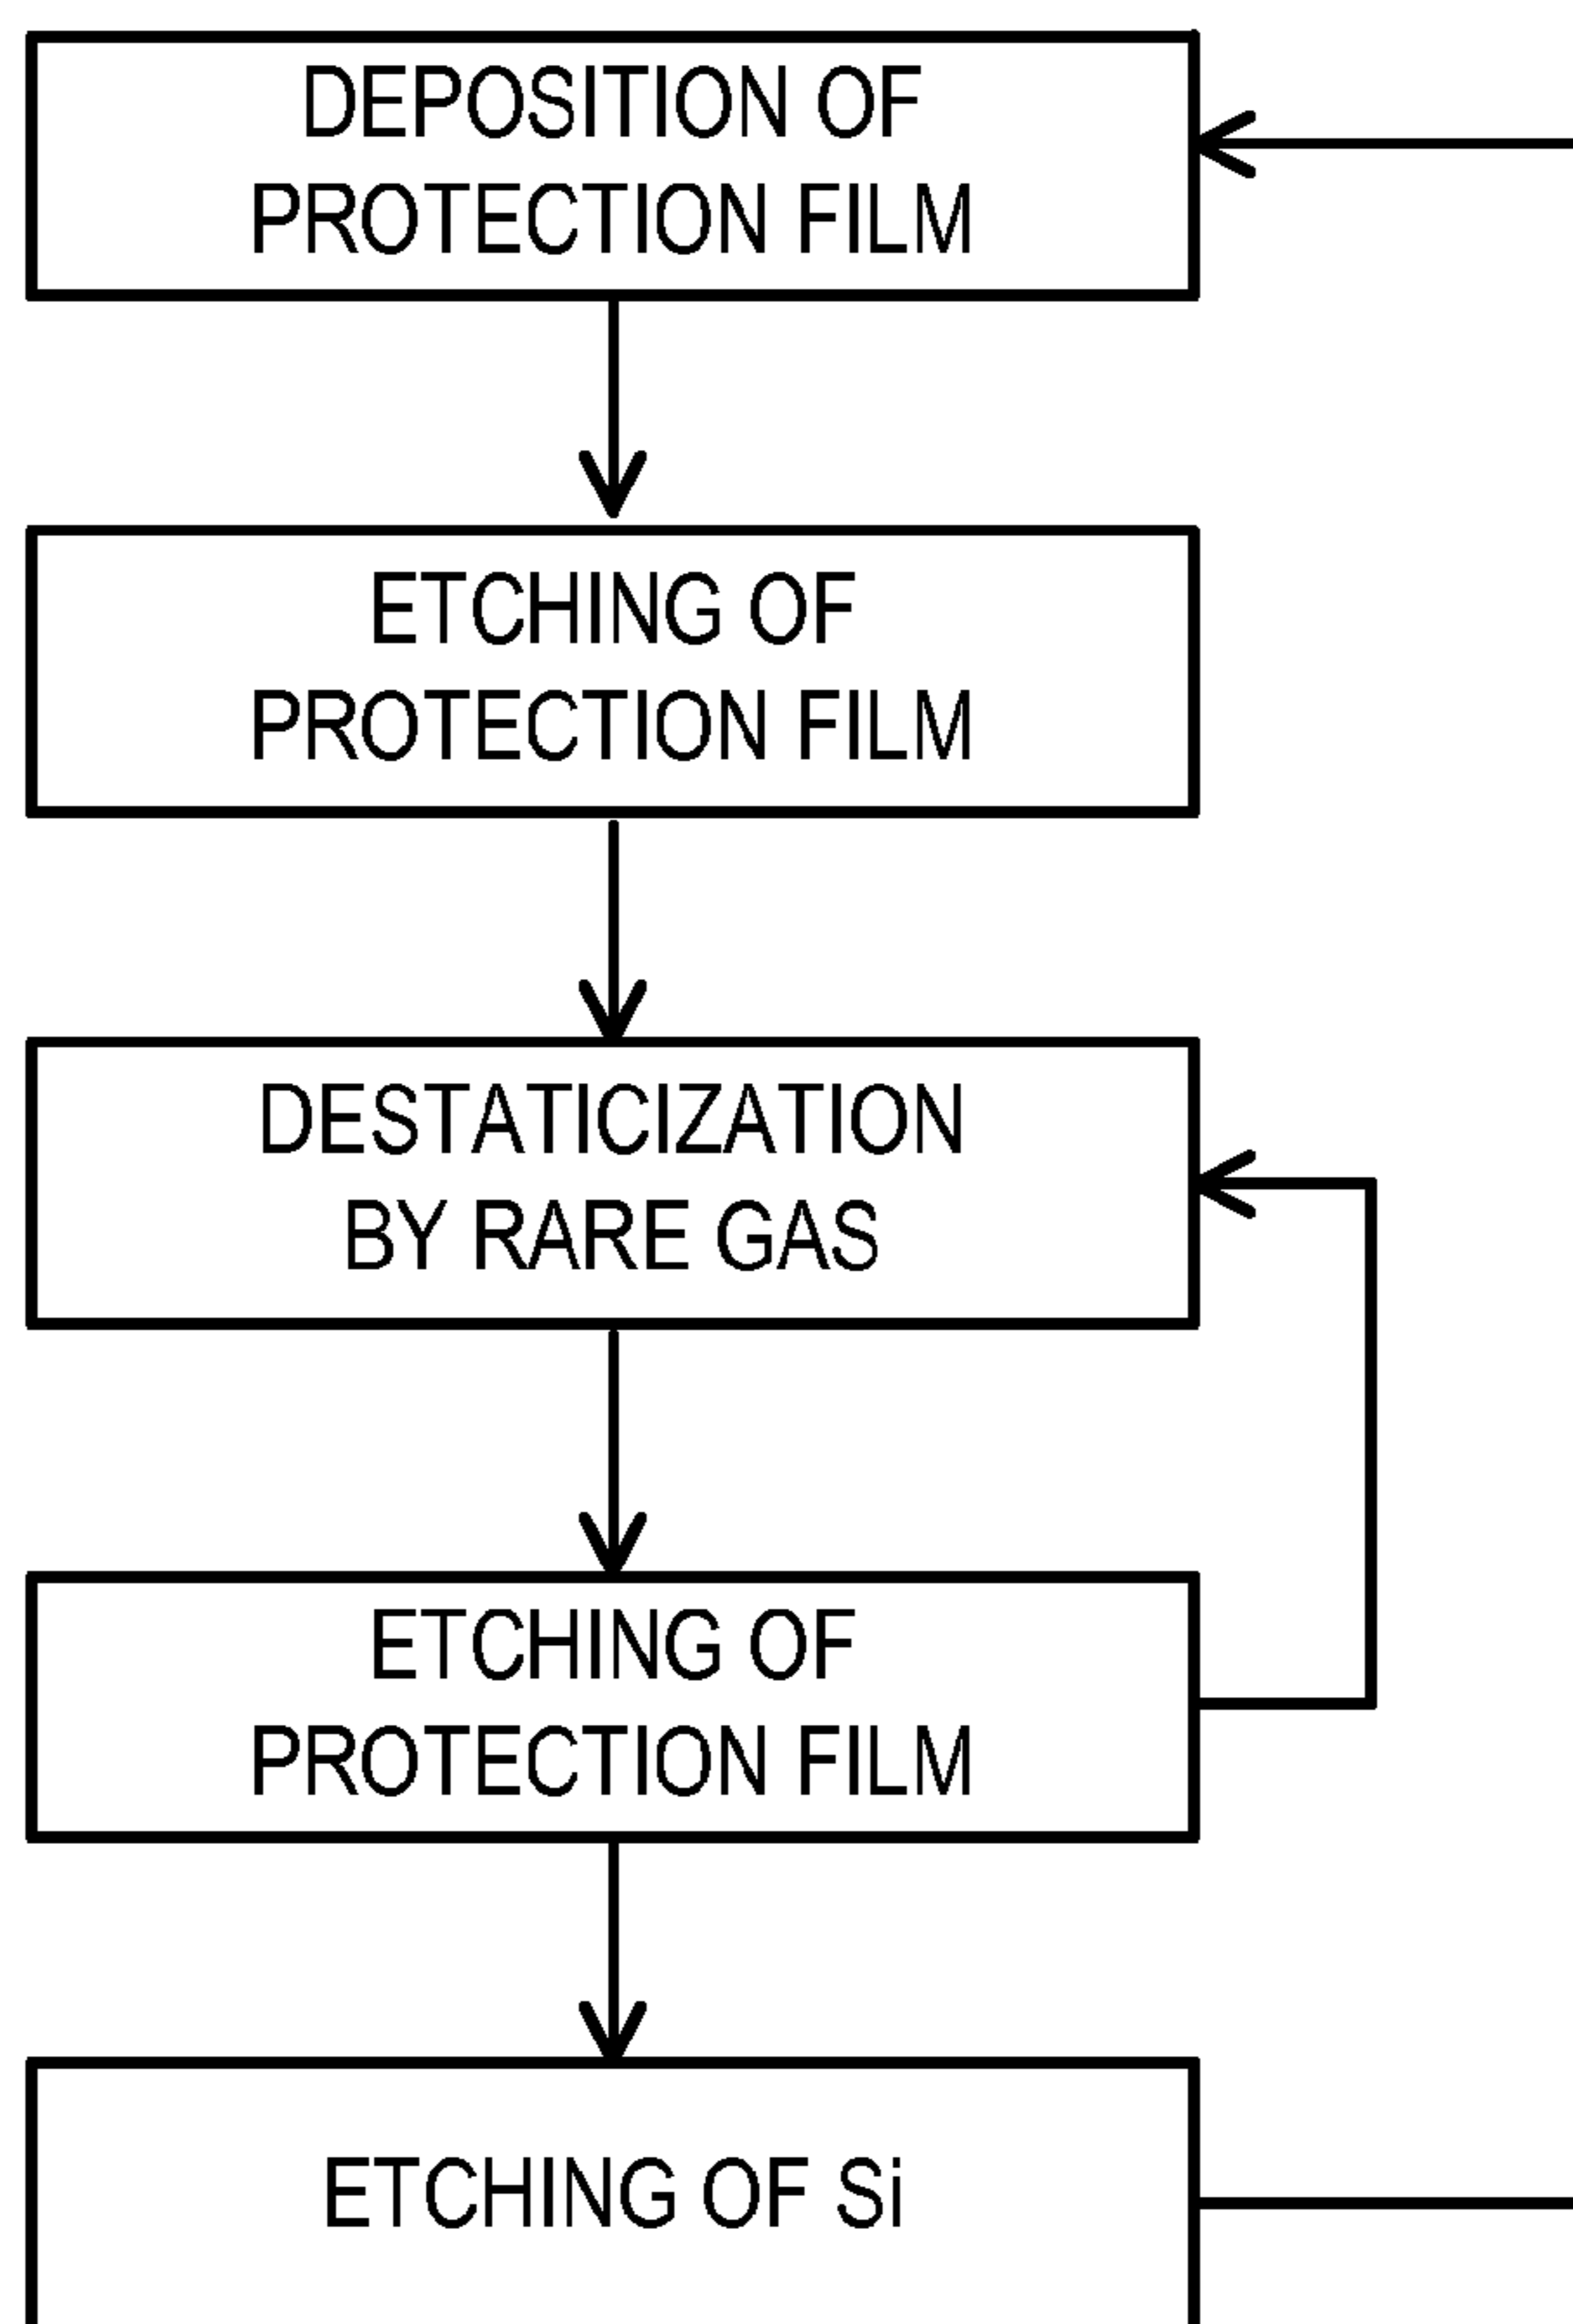 DEPOSITION OF
PROTECTION FILM
ETCHING OF
PROTECTION FILM
DESTATICIZATION
BY RARE GAS
ETCHING OF
PROTECTION FILM
ETCHING OF Si